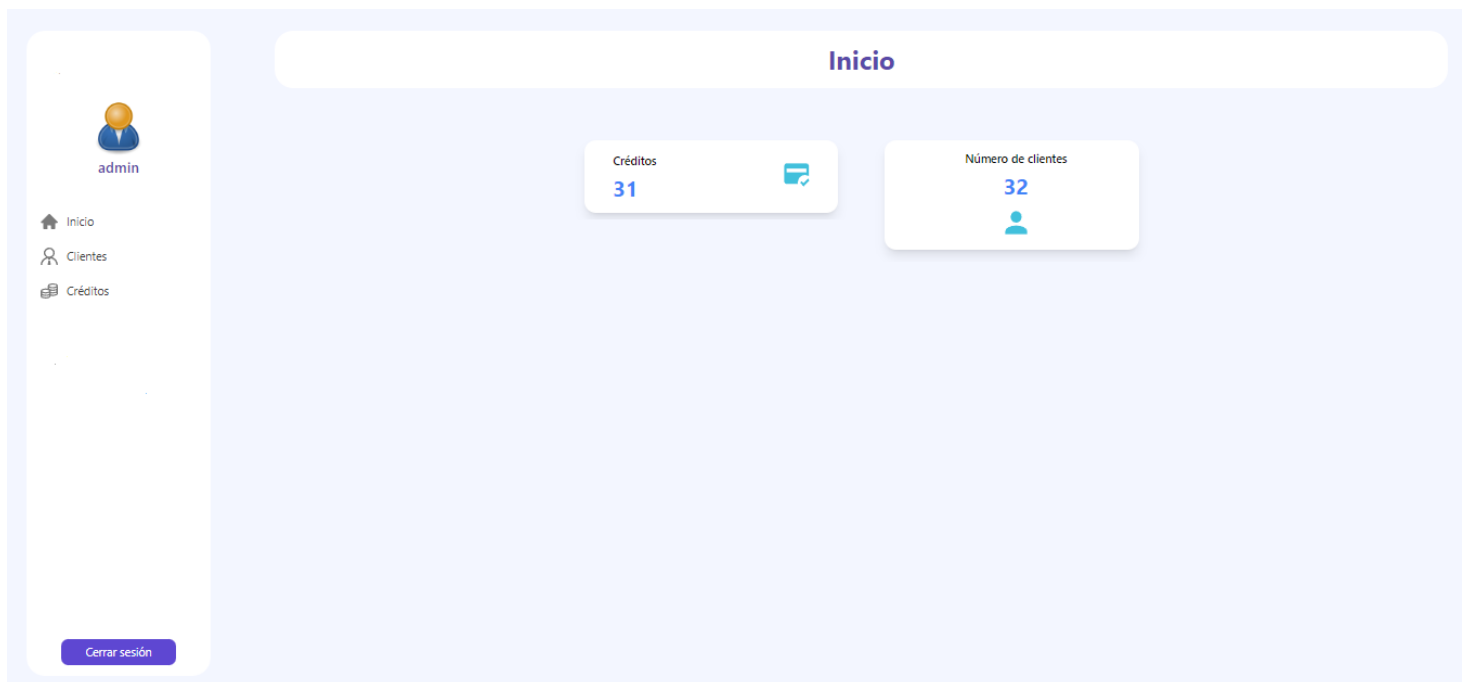 admin
Inicio
Clientes
Créditos
Cerrar sesión
Inicio
Créditos
31
Número de clientes
32